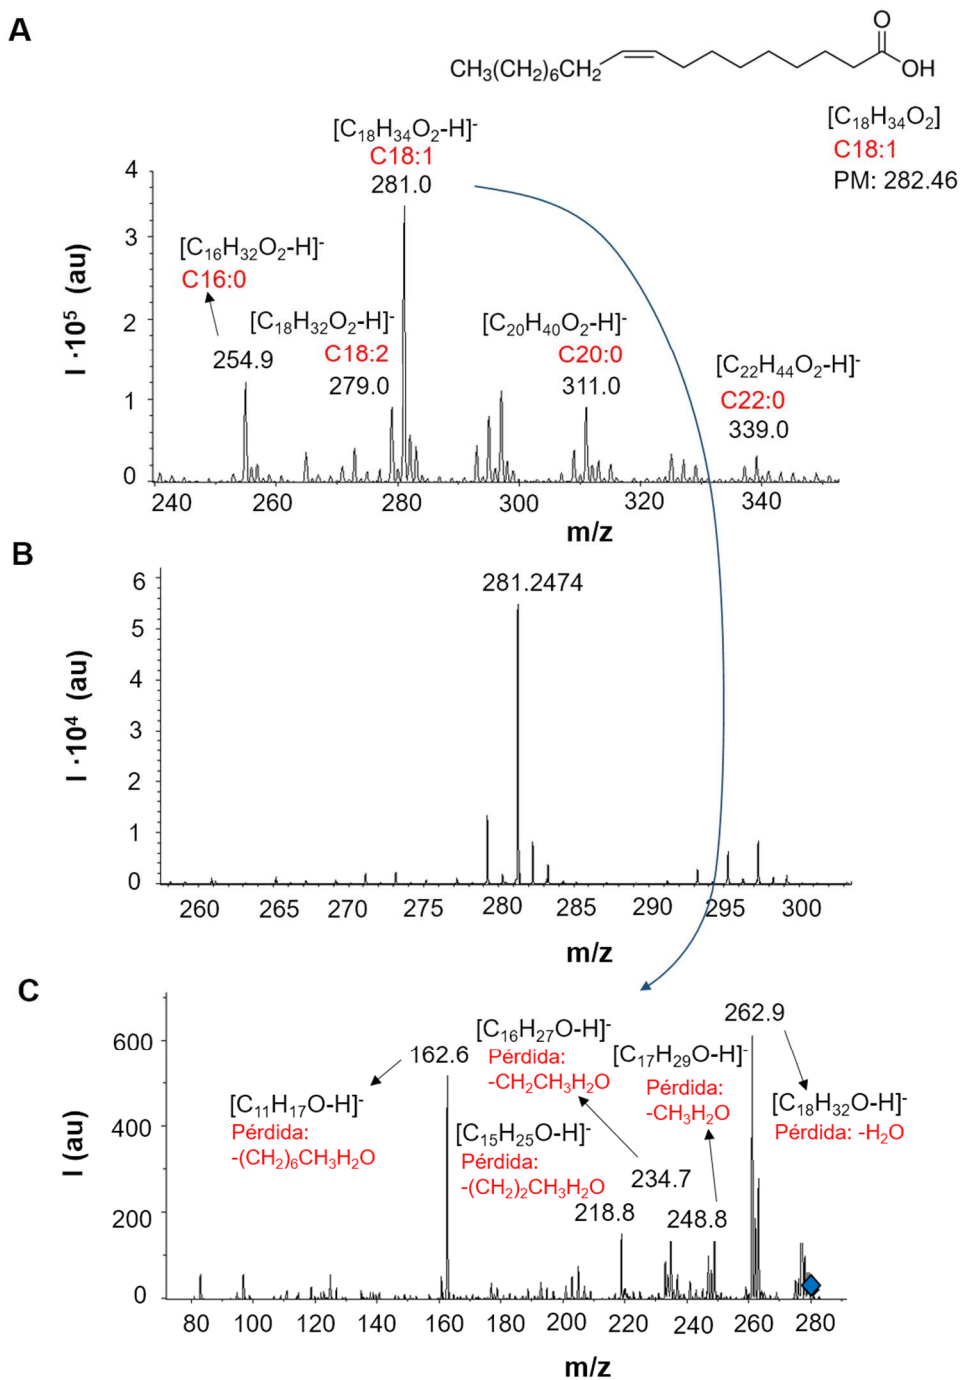 A
O
CH₃(CH₂)₆CH₂
OH
[C₁₈H₃₄O₂]
C18:1
PM: 282.46
[C₁₈H₃₄O₂-H]⁻
C18:1
281.0
[C₁₆H₃₂O₂-H]⁻
C16:0
254.9
[C₁₈H₃₂O₂-H]⁻
C18:2
279.0
[C₂₀H₄₀O₂-H]⁻
C20:0
311.0
[C₂₂H₄₄O₂-H]⁻
C22:0
339.0
I ·10⁵ (au)
4
3
2
1
0
240 260 280 300 320 340
m/z
B
281.2474
I ·10⁴ (au)
6
5
4
3
2
1
0
260 265 270 275 280 285 290 295 300
m/z
C
262.9
[C₁₈H₃₂O-H]⁻
Pérdida: -H₂O
[C₁₆H₂₇O-H]⁻
Pérdida:
-CH₂CH₃H₂O
234.7
[C₁₇H₂₉O-H]⁻
Pérdida:
-CH₃H₂O
248.8
162.6
[C₁₁H₁₇O-H]⁻
Pérdida:
-(CH₂)₆CH₃H₂O
[C₁₅H₂₅O-H]⁻
Pérdida:
-(CH₂)₂CH₃H₂O
218.8
I (au)
600
400
200
0
80 100 120 140 160 180 200 220 240 260 280
m/z